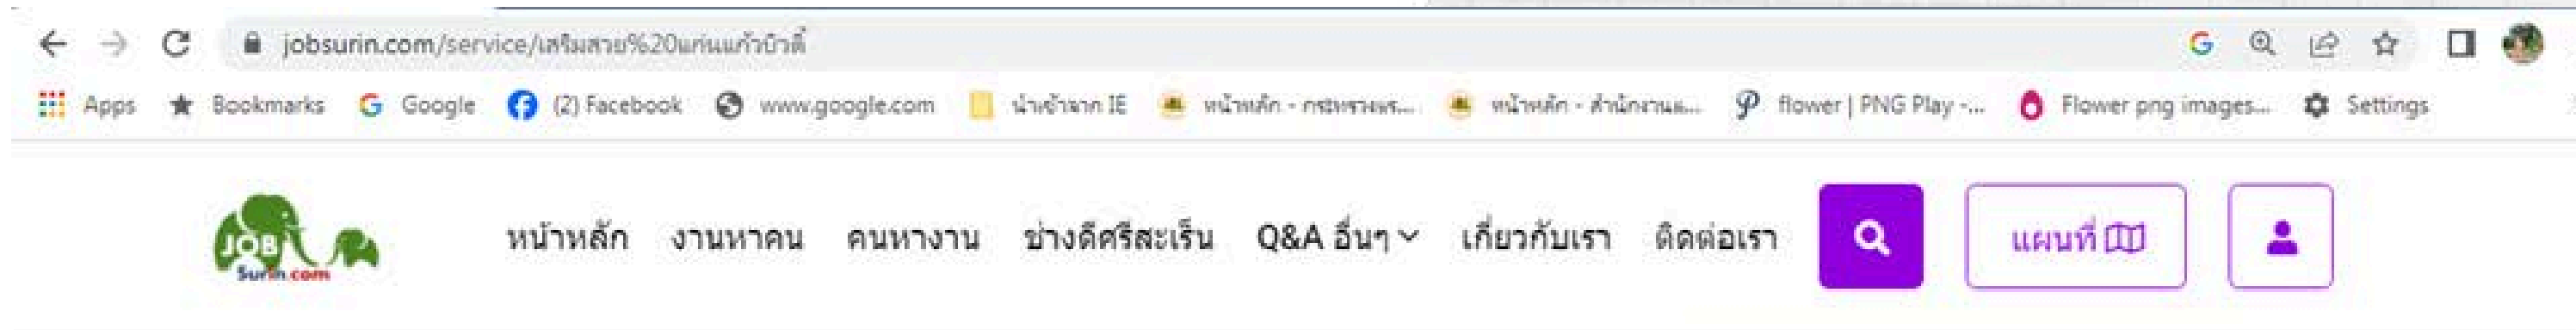 jobsurin.com/service/เสริมสวย%20แก่นแก้วบิวตี้
Apps Bookmarks Google (2) Facebook www.google.com นำเข้าจาก IE หน้าหลัก - กระทรวงแร... หน้าหลัก - สำนักงานแ... flower | PNG Play -... Flower png images... Settings
JOB
Surin.com
หน้าหลัก งานหาคน คนหางาน ช่างดีศรีสะเร็น Q&A อื่นๆ เกี่ยวกับเรา ติดต่อเรา แผนที่